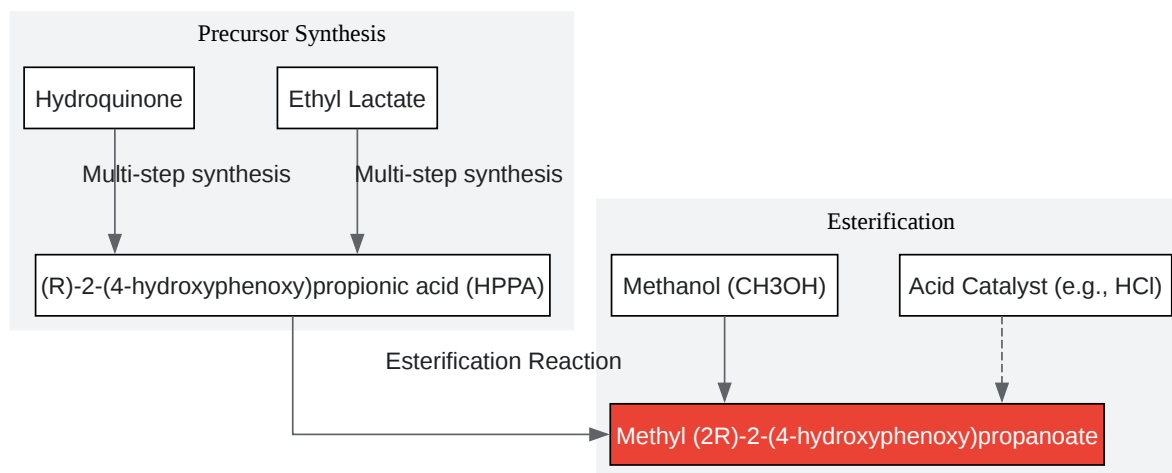 Precursor Synthesis
Hydroquinone
Ethyl Lactate
Multi-step synthesis
Multi-step synthesis
(R)-2-(4-hydroxyphenoxy)propionic acid (HPPA)
Esterification
Methanol (CH3OH)
Acid Catalyst (e.g., HCl)
Esterification Reaction
Methyl (2R)-2-(4-hydroxyphenoxy)propanoate